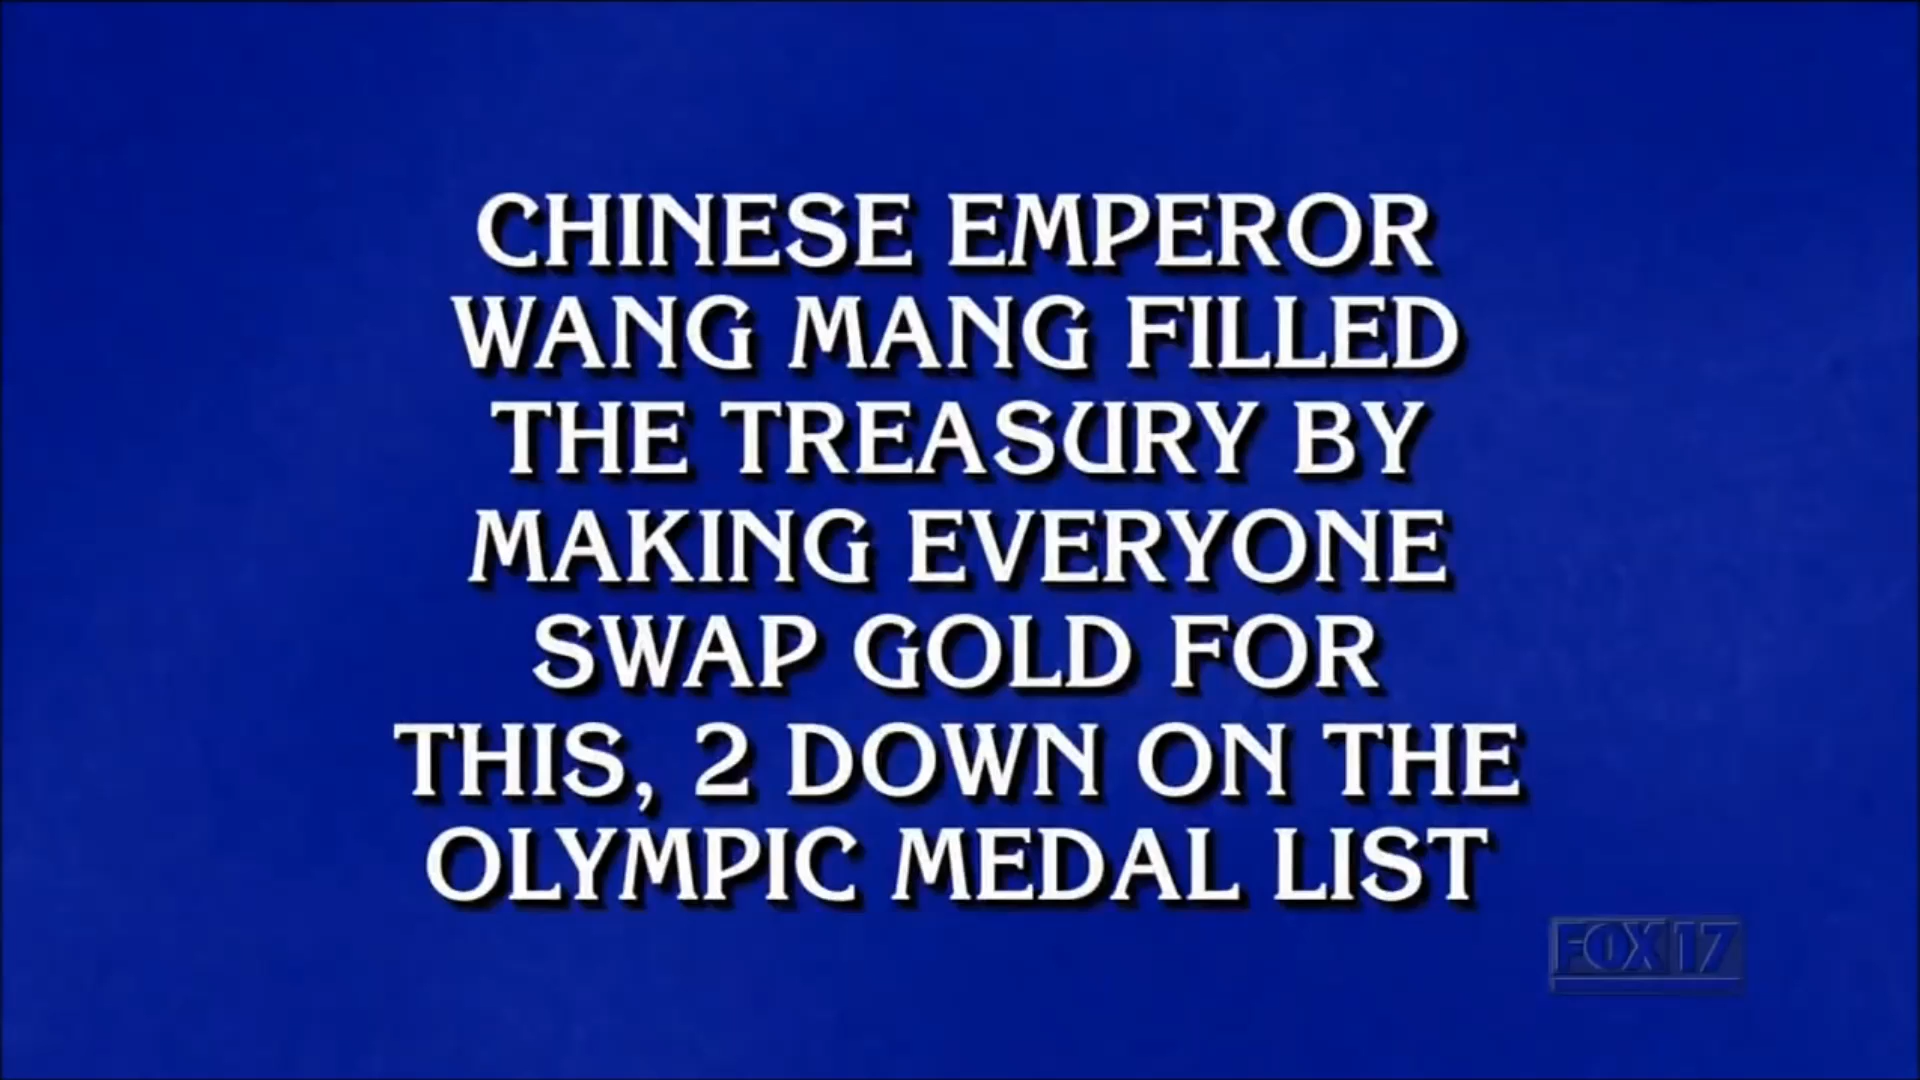 CHINESE EMPEROR
WANG MANG FILLED
THE TREASURY BY
MAKING EVERYONE
SWAP GOLD FOR
THIS, 2 DOWN ON THE
OLYMPIC MEDAL LIST
FOX 17